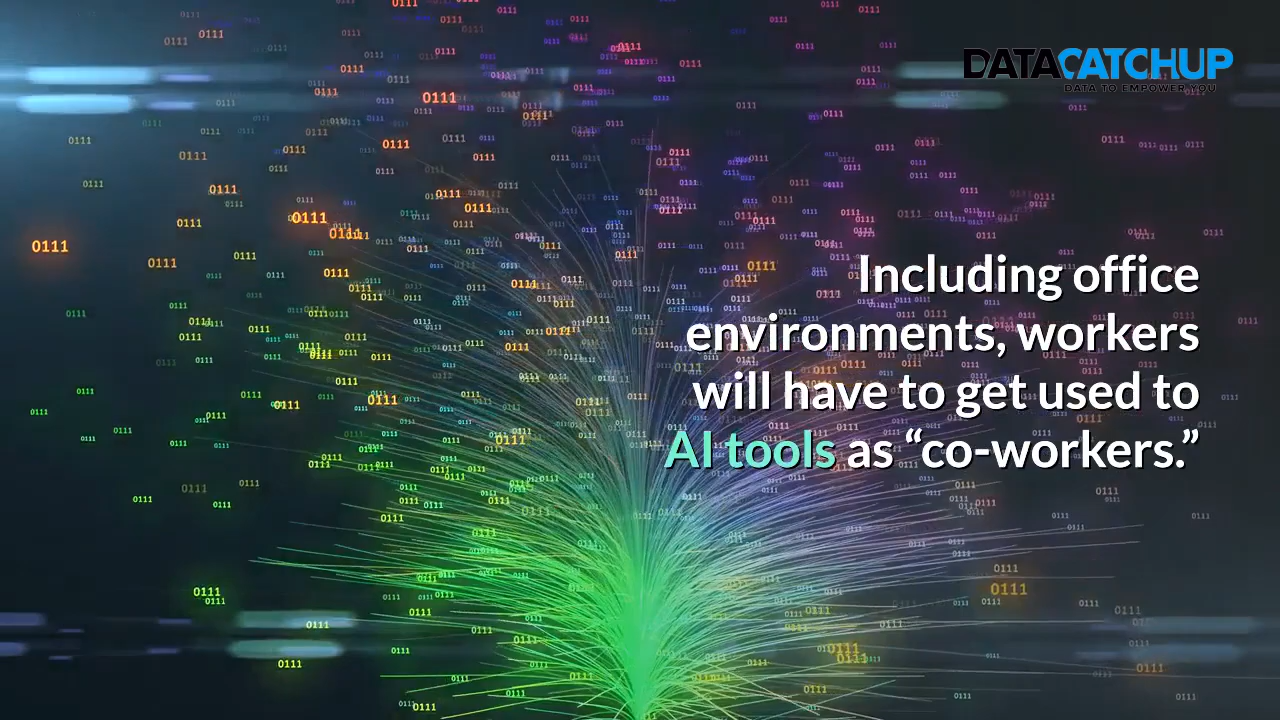 DATACATCHUP
DATA TO EMPOWER YOU
Including office
environments, workers
will have to get used to
AI tools as “co-workers.”